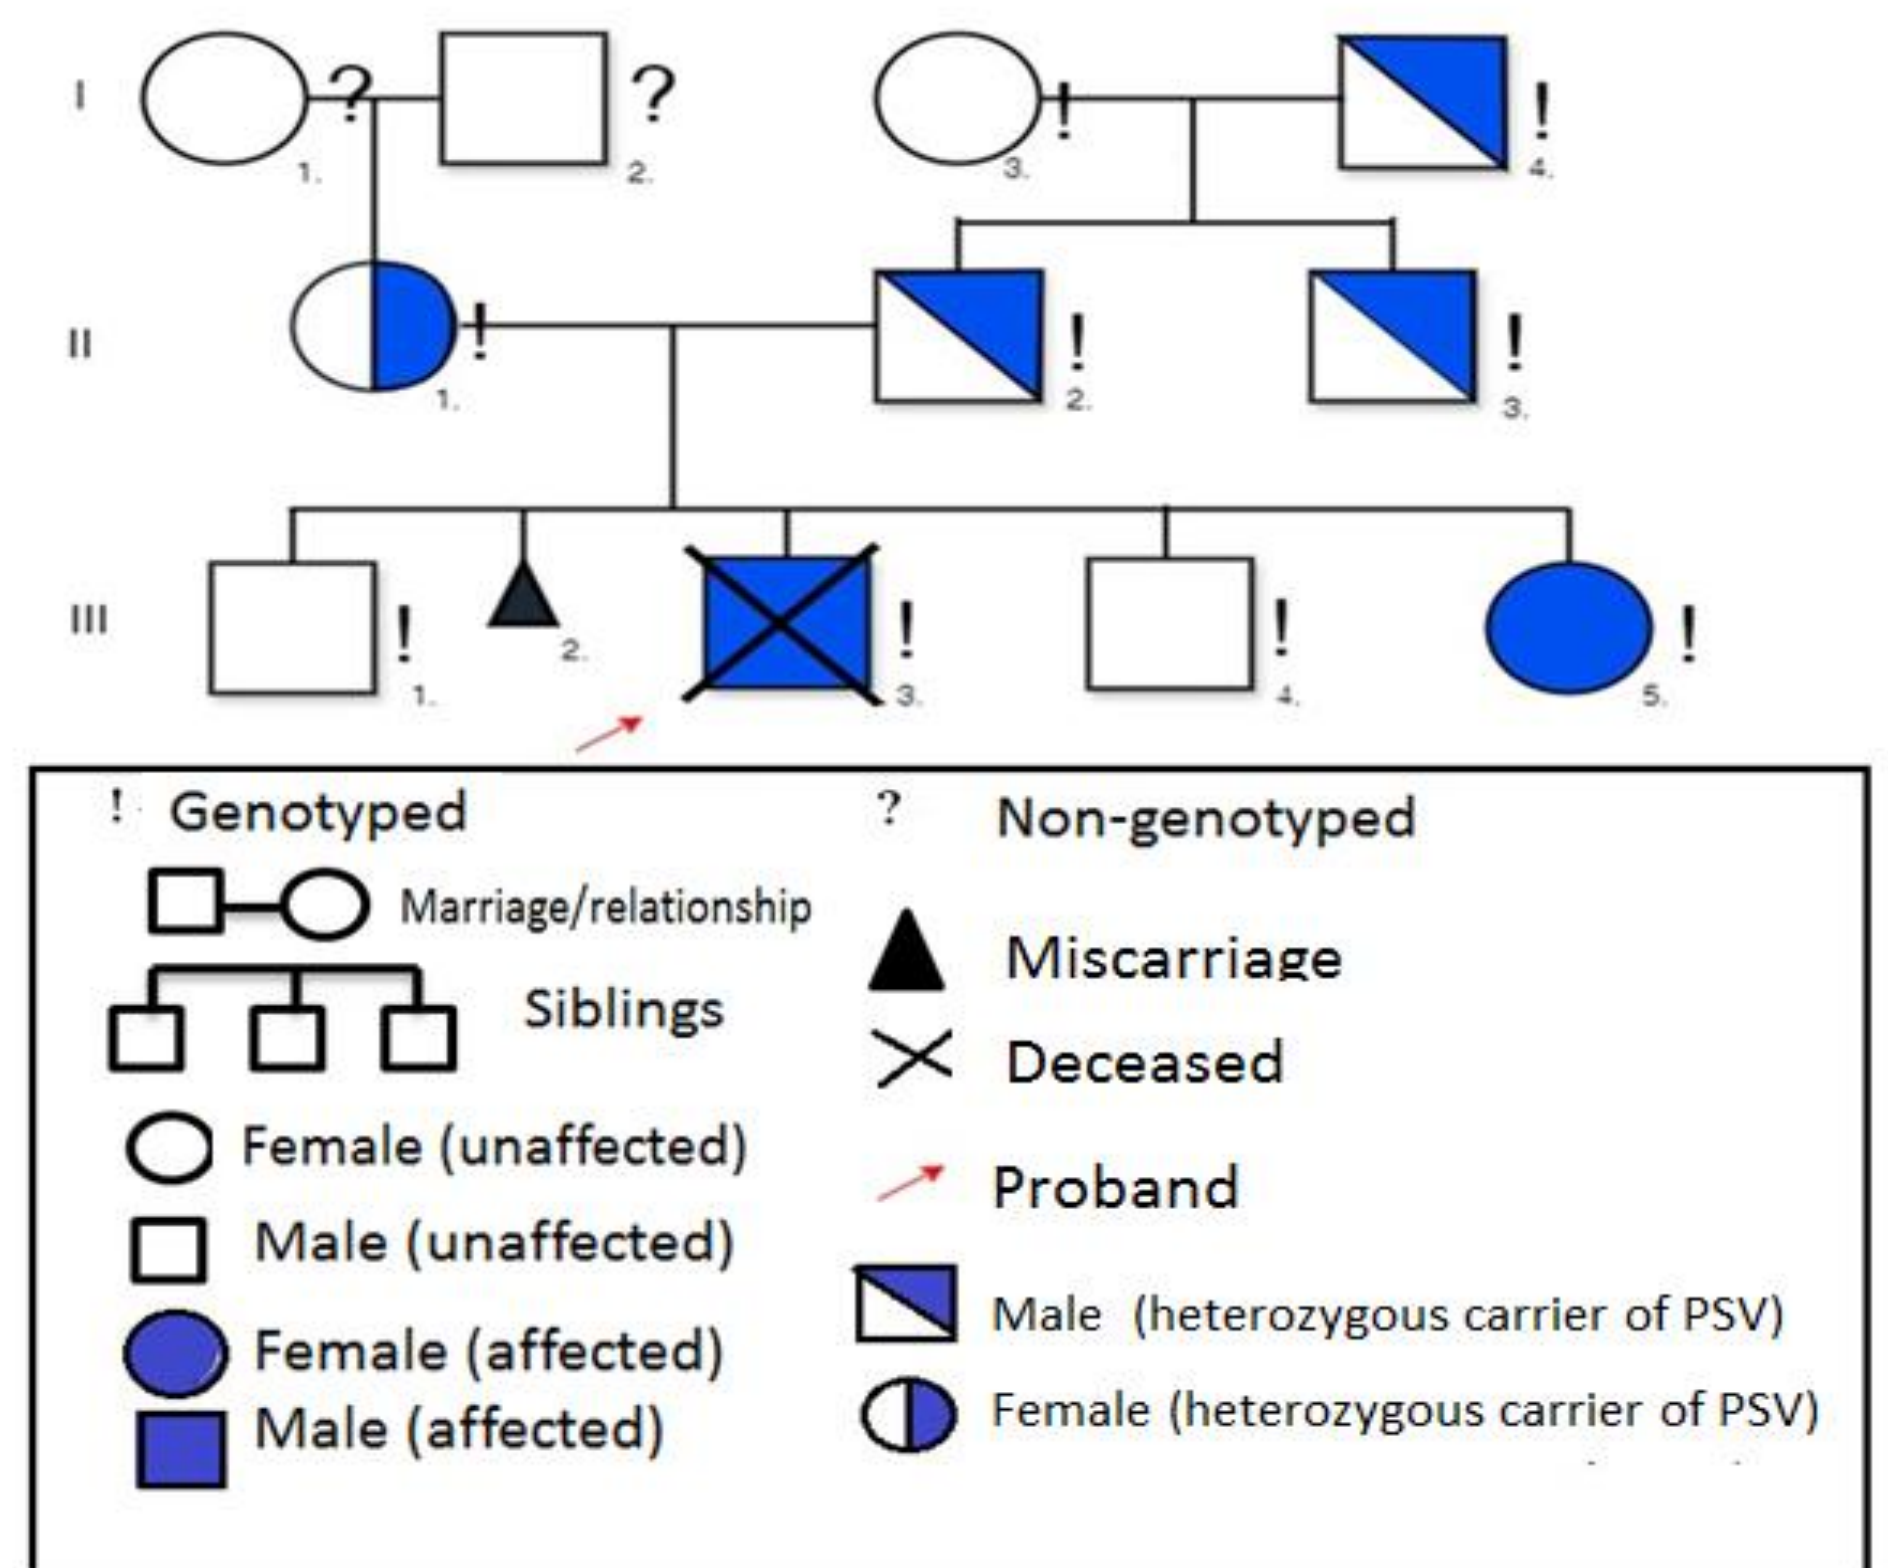 I ? ? ! !
1. 2. 3. 4.
II ! ! !
1. 2. 3.
III ! ! ! !
1. 2. 3. 4. 5.
! Genotyped
? Non-genotyped
Marriage/relationship
Miscarriage
Siblings
Deceased
Female (unaffected)
Proband
Male (unaffected)
Male (heterozygous carrier of PSV)
Female (affected)
Female (heterozygous carrier of PSV)
Male (affected)